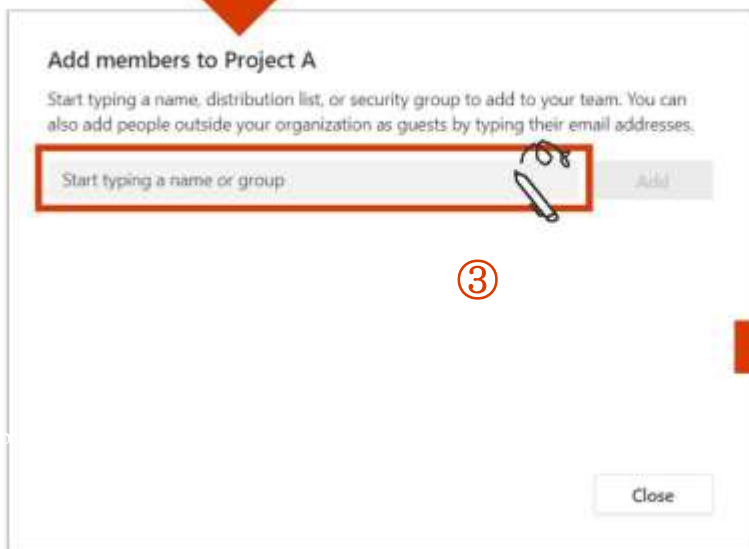 Add members to Project A
Start typing a name, distribution list, or security group to add to your team. You can
also add people outside your organization as guests by typing their email addresses.
Start typing a name or group
Add
③
Close